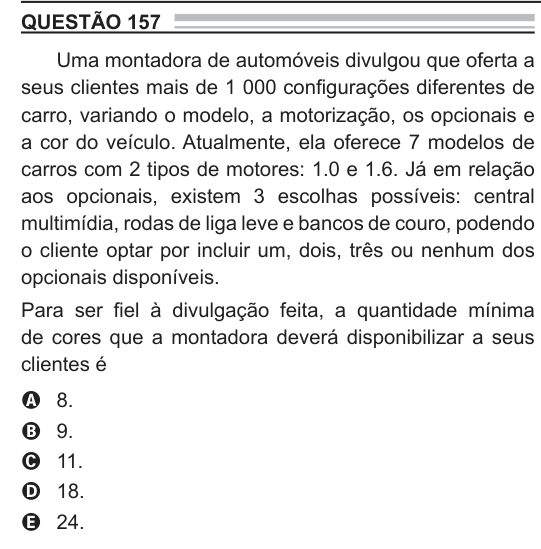 QUESTÃO 157
Uma montadora de automóveis divulgou que oferta a
seus clientes mais de 1 000 configurações diferentes de
carro, variando o modelo, a motorização, os opcionais e
a cor do veículo. Atualmente, ela oferece 7 modelos de
carros com 2 tipos de motores: 1.0 e 1.6. Já em relação
aos opcionais, existem 3 escolhas possíveis: central
multimídia, rodas de liga leve e bancos de couro, podendo
o cliente optar por incluir um, dois, três ou nenhum dos
opcionais disponíveis.
Para ser fiel à divulgação feita, a quantidade mínima
de cores que a montadora deverá disponibilizar a seus
clientes é
A 8.
B 9.
C 11.
D 18.
E 24.